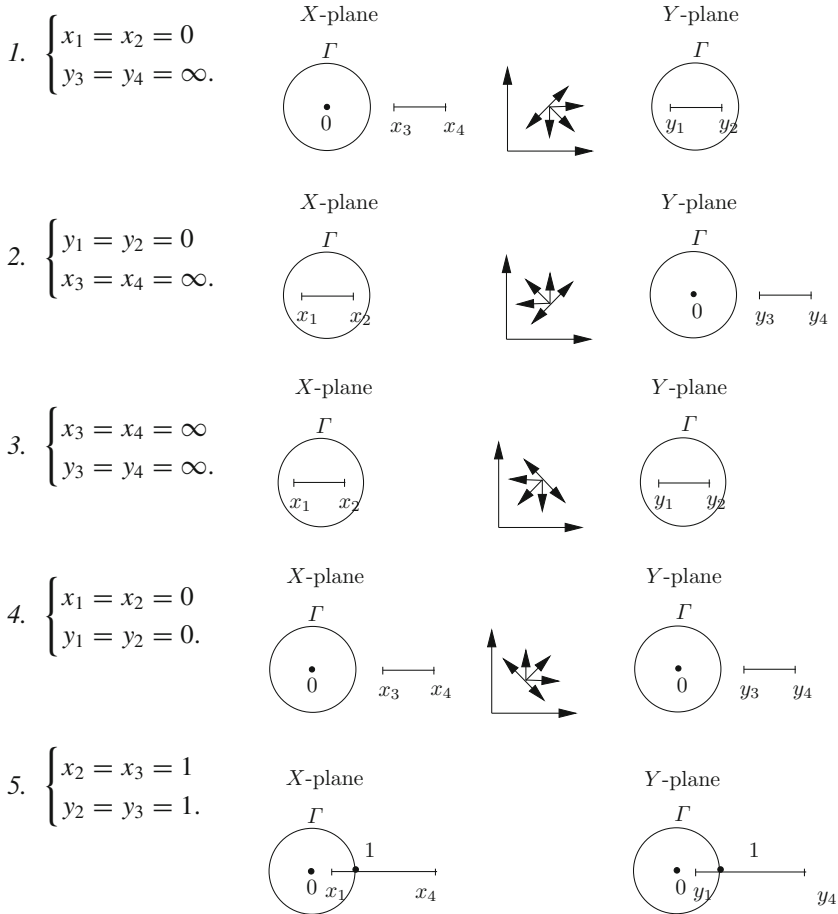 X-plane Y-plane
1. { x₁ = x₂ = 0
y₃ = y₄ = ∞.
Γ Γ
0 x₃ x₄ y₁ y₂
X-plane Y-plane
2. { y₁ = y₂ = 0
x₃ = x₄ = ∞.
Γ Γ
x₁ x₂ 0 y₃ y₄
X-plane Y-plane
3. { x₃ = x₄ = ∞
y₃ = y₄ = ∞.
Γ Γ
x₁ x₂ y₁ y₂
X-plane Y-plane
4. { x₁ = x₂ = 0
y₁ = y₂ = 0.
Γ Γ
0 x₃ x₄ 0 y₃ y₄
5. { x₂ = x₃ = 1
y₂ = y₃ = 1.
X-plane Y-plane
Γ Γ
1 1
0 x₁ x₄ 0 y₁ y₄